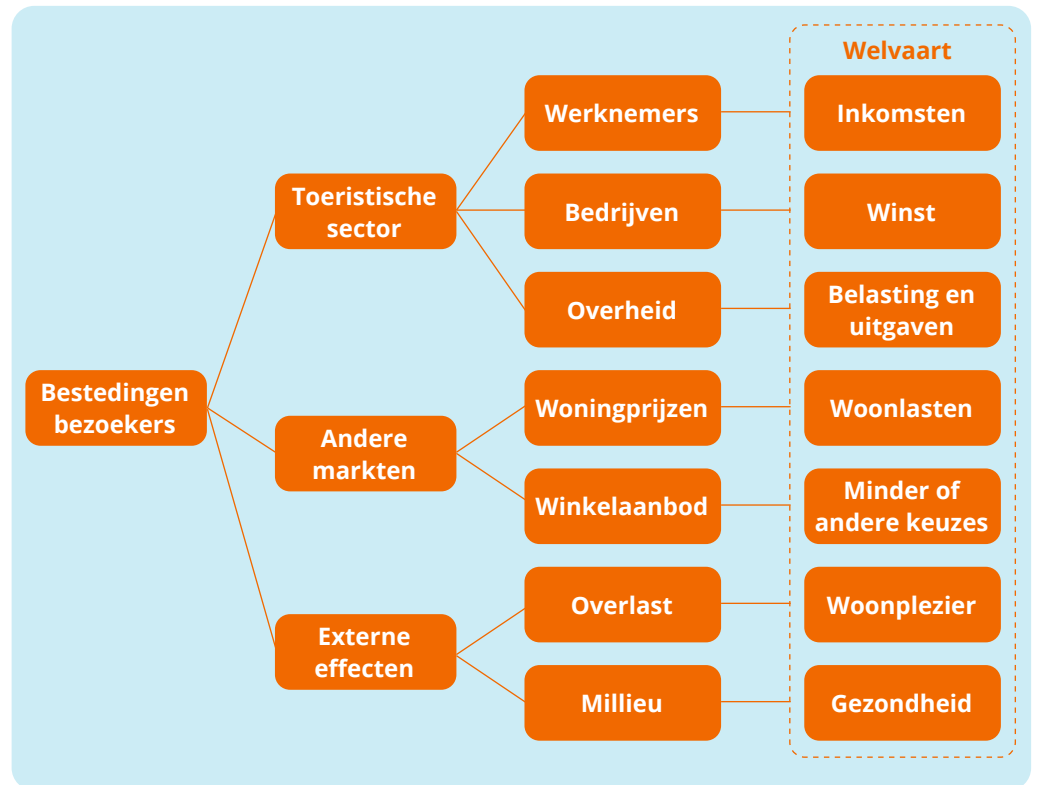 Welvaart
Werknemers
Inkomsten
Toeristische
sector
Bedrijven
Winst
Overheid
Belasting en
uitgaven
Bestedingen
bezoekers
Woningprijzen
Woonlasten
Andere
markten
Winkelaanbod
Minder of
andere keuzes
Overlast
Woonplezier
Externe
effecten
Millieu
Gezondheid